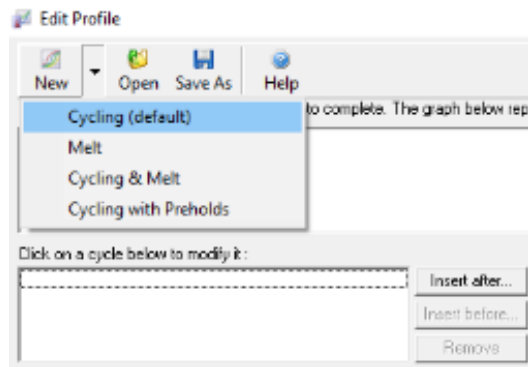 Edit Profile
New Open Save As Help
to complete. The graph below rep
Cycling (default)
Melt
Cycling & Melt
Cycling with Preholds
Click on a cycle below to modify it :
Insert after...
Insert before...
Remove